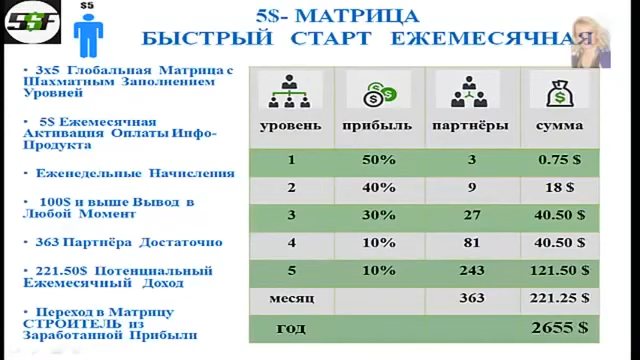 5$F
$5
5$- МАТРИЦА
БЫСТРЫЙ СТАРТ ЕЖЕМЕСЯЧНАЯ
• 3х5 Глобальная Матрица с
Шахматным Заполнением
Уровней
• 5$ Ежемесячная
Активация Оплаты Инфо-
Продукта
• Еженедельные Начисления
• 100$ и выше Вывод в
Любой Момент
• 363 Партнёра Достаточно
• 221.50$ Потенциальный
Ежемесячный Доход
• Переход в Матрицу
СТРОИТЕЛЬ из
Заработанной Прибыли
уровень прибыль партнёры сумма
1 50% 3 0.75 $
2 40% 9 18 $
3 30% 27 40.50 $
4 10% 81 40.50 $
5 10% 243 121.50 $
месяц 363 221.25 $
год 2655 $